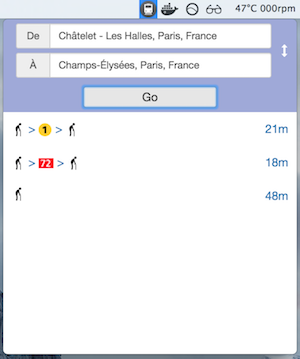 47°C 000rpm
De Châtelet - Les Halles, Paris, France
À Champs-Élysées, Paris, France
Go
> 1 > 21m
> 72 > 18m
48m